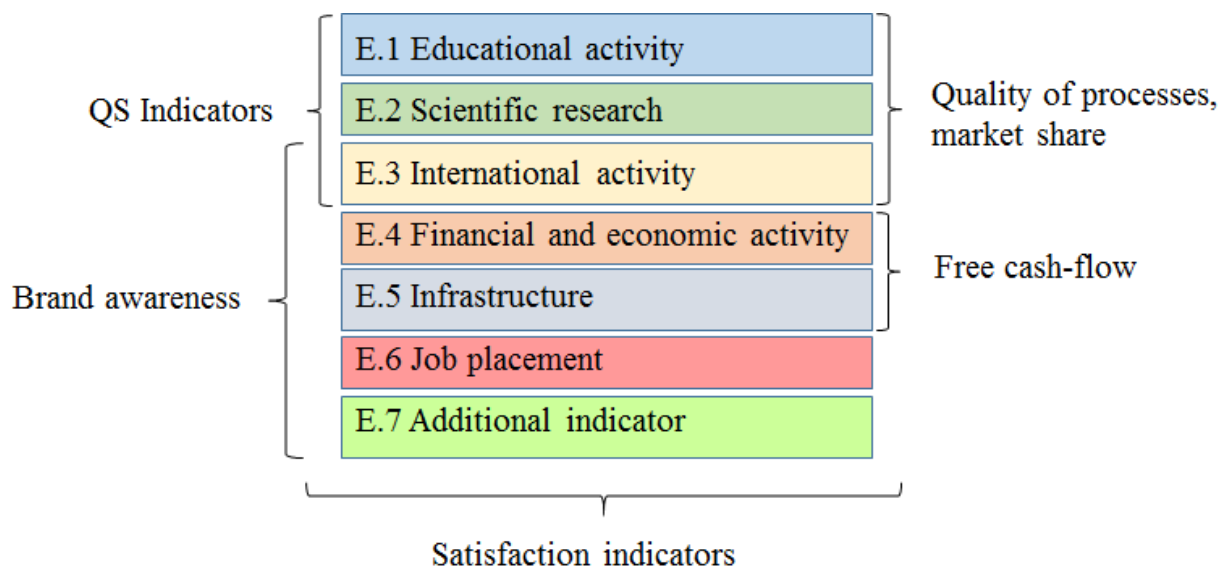 E.1 Educational activity
QS Indicators
E.2 Scientific research
Quality of processes,
market share
E.3 International activity
E.4 Financial and economic activity
Free cash-flow
Brand awareness
E.5 Infrastructure
E.6 Job placement
E.7 Additional indicator
Satisfaction indicators